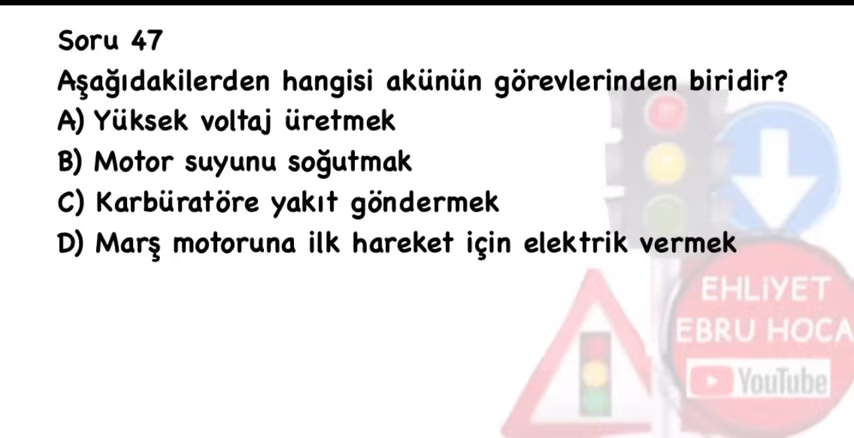 Soru 47
Aşağıdakilerden hangisi akünün görevlerinden biridir?
A) Yüksek voltaj üretmek
B) Motor suyunu soğutmak
C) Karbüratöre yakıt göndermek
D) Marş motoruna ilk hareket için elektrik vermek
EHLİYET
EBRU HOCA
YouTube